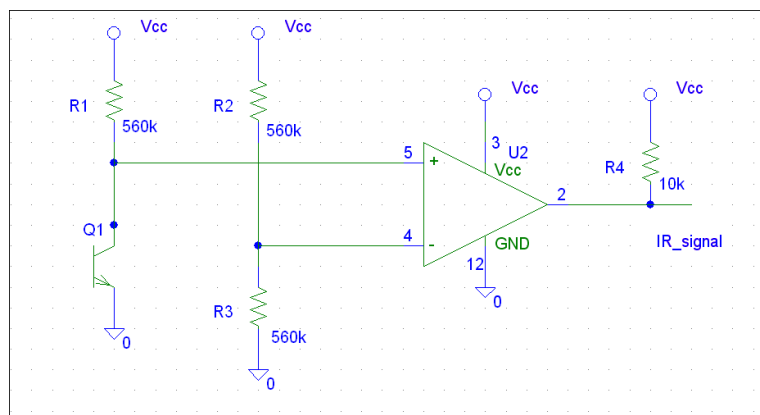 Vcc
Vcc
R1
560k
R2
560k
Vcc
Vcc
3
U2
Vcc
5
+
R4
10k
2
Q1
4
-
GND
12
IR_signal
0
R3
560k
0
0